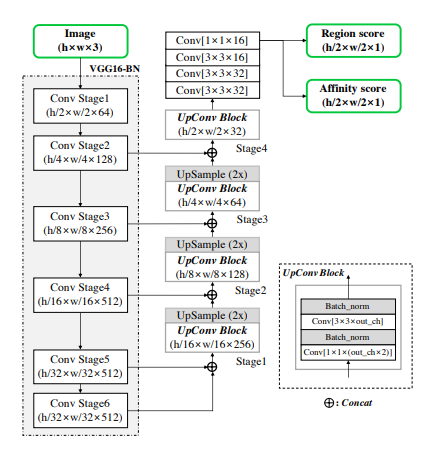 Image
(h×w×3)
VGG16-BN
Conv Stage1
(h/2×w/2×64)
Conv Stage2
(h/4×w/4×128)
Conv Stage3
(h/8×w/8×256)
Conv Stage4
(h/16×w/16×512)
Conv Stage5
(h/32×w/32×512)
Conv Stage6
(h/32×w/32×512)
Conv[1×1×16]
Conv[3×3×16]
Conv[3×3×32]
Conv[3×3×32]
UpConv Block
(h/2×w/2×32)
Stage4
UpSample (2x)
UpConv Block
(h/4×w/4×64)
Stage3
UpSample (2x)
UpConv Block
(h/8×w/8×128)
Stage2
UpSample (2x)
UpConv Block
(h/16×w/16×256)
Stage1
Region score
(h/2×w/2×1)
Affinity score
(h/2×w/2×1)
UpConv Block
Batch_norm
Conv[3×3×out_ch]
Batch_norm
Conv[1×1×(out_ch×2)]
⊕: Concat